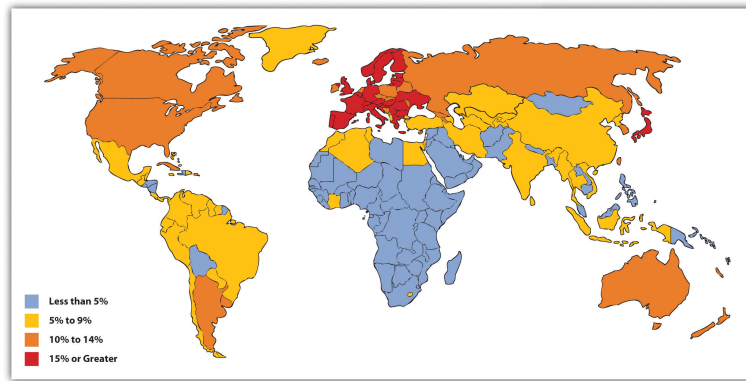 Less than 5%
5% to 9%
10% to 14%
15% or Greater